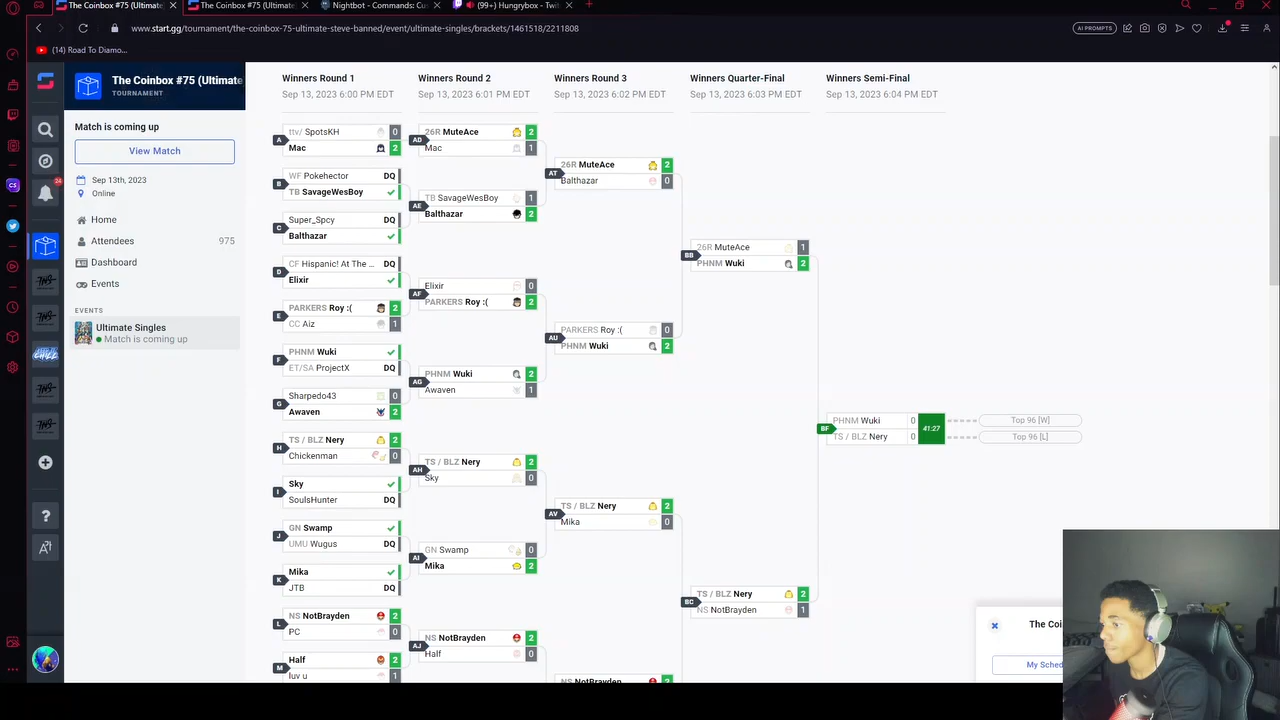 The Coinbox #75 (Ultimate
The Coinbox #75 (Ultimate
Nightbot - Commands: Cu
(99+) Hungrybox - Twit
www.start.gg/tournament/the-coinbox-75-ultimate-steve-banned/event/ultimate-singles/brackets/1461518/2211808
AI PROMPTS
(14) Road To Diamo...
The Coinbox #75 (Ultimate
TOURNAMENT
Match is coming up
View Match
Sep 13th, 2023
Online
24
Home
Attendees 975
Dashboard
Events
EVENTS
Ultimate Singles
Match is coming up
CS
Winners Round 1
Sep 13, 2023 6:00 PM EDT
A
ttv/ SpotsKH 0
Mac 2
B
WF Pokehector DQ
TB SavageWesBoy
C
Super_Spcy DQ
Balthazar
D
CF Hispanic! At The ... DQ
Elixir
E
PARKERS Roy :( 2
CC Aiz 1
F
PHNM Wuki
ET/SA ProjectX DQ
G
Sharpedo43 0
Awaven 2
H
TS / BLZ Nery 2
Chickenman 0
I
Sky
SoulsHunter DQ
J
GN Swamp
UMU Wugus DQ
K
Mika
JTB DQ
L
NS NotBrayden 2
PC 0
M
Half 2
luv u 1
Winners Round 2
Sep 13, 2023 6:01 PM EDT
AD
26R MuteAce 2
Mac 1
AE
TB SavageWesBoy 1
Balthazar 2
AF
Elixir 0
PARKERS Roy :( 2
AG
PHNM Wuki 2
Awaven 1
AH
TS / BLZ Nery 2
Sky 0
AI
GN Swamp 0
Mika 2
AJ
NS NotBrayden 2
Half 0
Winners Round 3
Sep 13, 2023 6:02 PM EDT
AT
26R MuteAce 2
Balthazar 0
AU
PARKERS Roy :( 0
PHNM Wuki 2
AV
TS / BLZ Nery 2
Mika 0
NS NotBrayden 2
Winners Quarter-Final
Sep 13, 2023 6:03 PM EDT
BB
26R MuteAce 1
PHNM Wuki 2
BC
TS / BLZ Nery 2
NS NotBrayden 1
Winners Semi-Final
Sep 13, 2023 6:04 PM EDT
BF
PHNM Wuki 0
TS / BLZ Nery 0
41:27
Top 96 [W]
Top 96 [L]
The Coi
My Sched